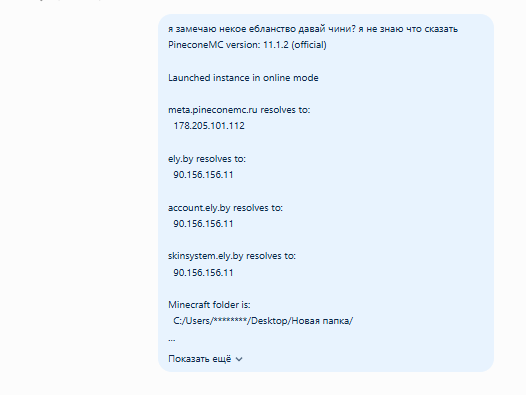 я замечаю некое ебланство давай чини? я не знаю что сказать
PineconeMC version: 11.1.2 (official)
Launched instance in online mode
meta.pineconemc.ru resolves to:
178.205.101.112
ely.by resolves to:
90.156.156.11
account.ely.by resolves to:
90.156.156.11
skinsystem.ely.by resolves to:
90.156.156.11
Minecraft folder is:
C:/Users/********/Desktop/Новая папка/
...
Показать ещё